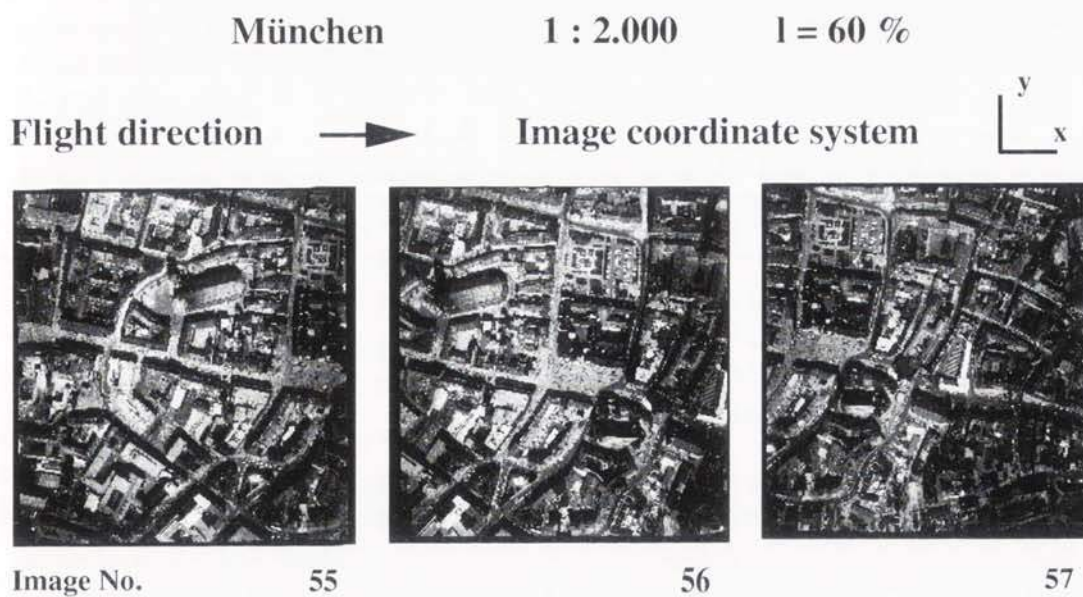 München 1 : 2.000 l = 60 %
y
Flight direction Image coordinate system x
Image No. 55 56 57